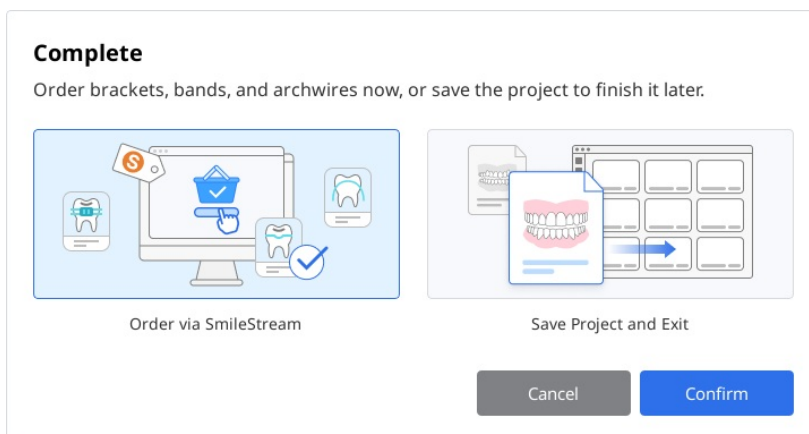 Complete
Order brackets, bands, and archwires now, or save the project to finish it later.
S
Order via SmileStream
Save Project and Exit
Cancel
Confirm